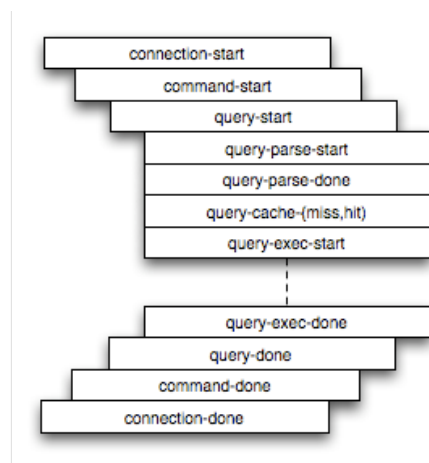 connection-start
command-start
query-start
query-parse-start
query-parse-done
query-cache-(miss,hit)
query-exec-start
query-exec-done
query-done
command-done
connection-done